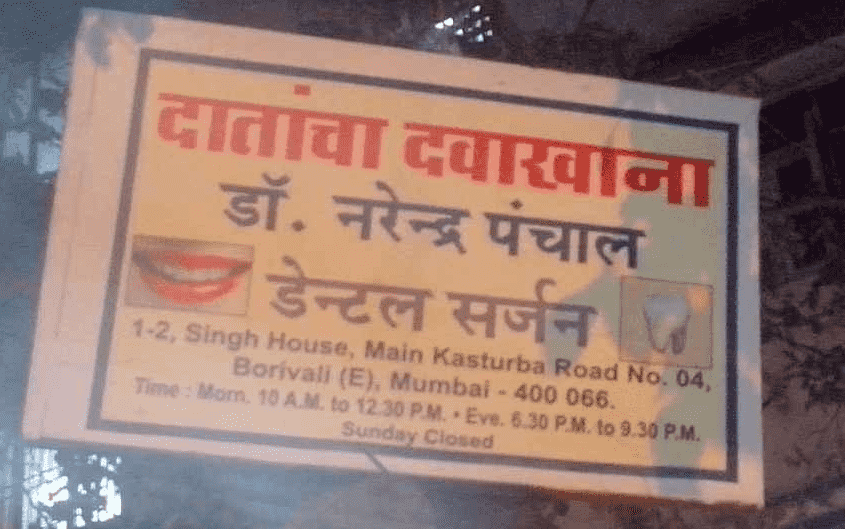 दातांचा दवाखाना
डॉ. नरेन्द्र पंचाल
डेन्टल सर्जन
1-2, Singh House, Main Kasturba Road No. 04,
Borivali (E), Mumbai - 400 066.
Time : Morn. 10 A.M. to 12.30 P.M. • Eve. 6.30 P.M. to 9.30 P.M.
Sunday Closed